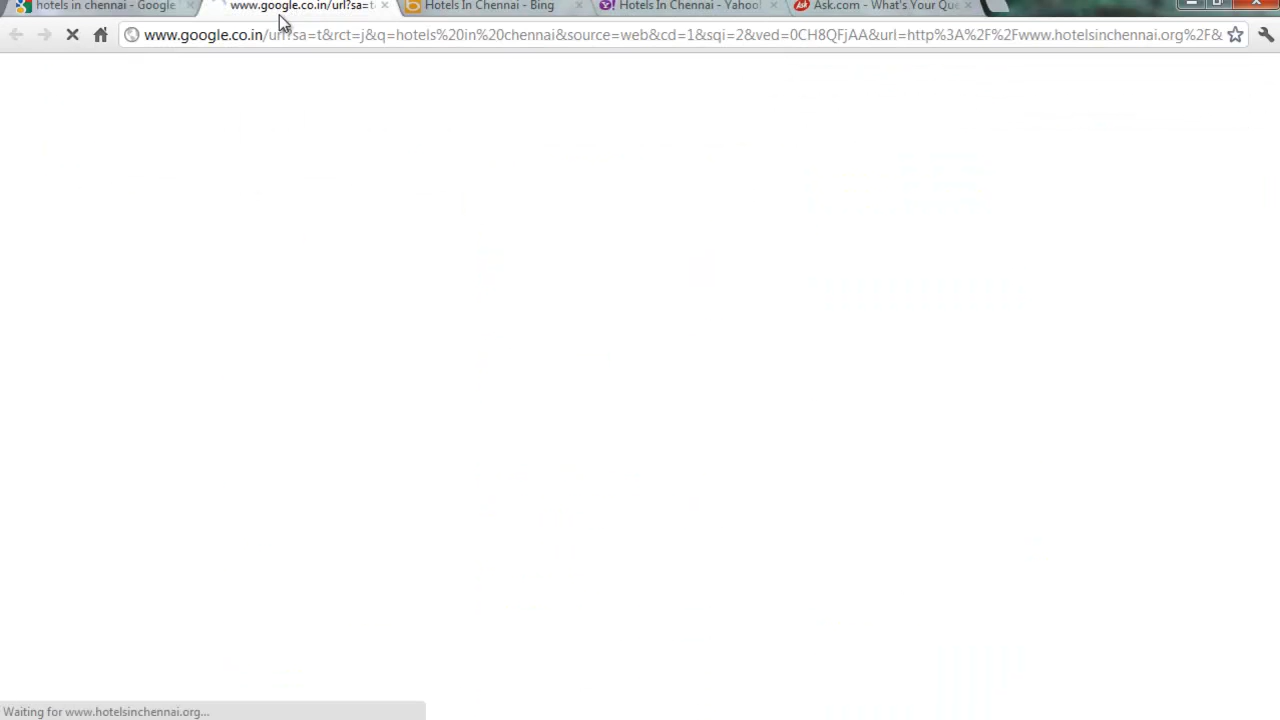 hotels in chennai - Google
www.google.co.in/url?sa=t
Hotels In Chennai - Bing
Hotels In Chennai - Yahoo!
Ask.com - What's Your Que
www.google.co.in/url?sa=t&rct=j&q=hotels%20in%20chennai&source=web&cd=1&sqi=2&ved=0CH8QFjAA&url=http%3A%2F%2Fwww.hotelsinchennai.org%2F&
Waiting for www.hotelsinchennai.org...